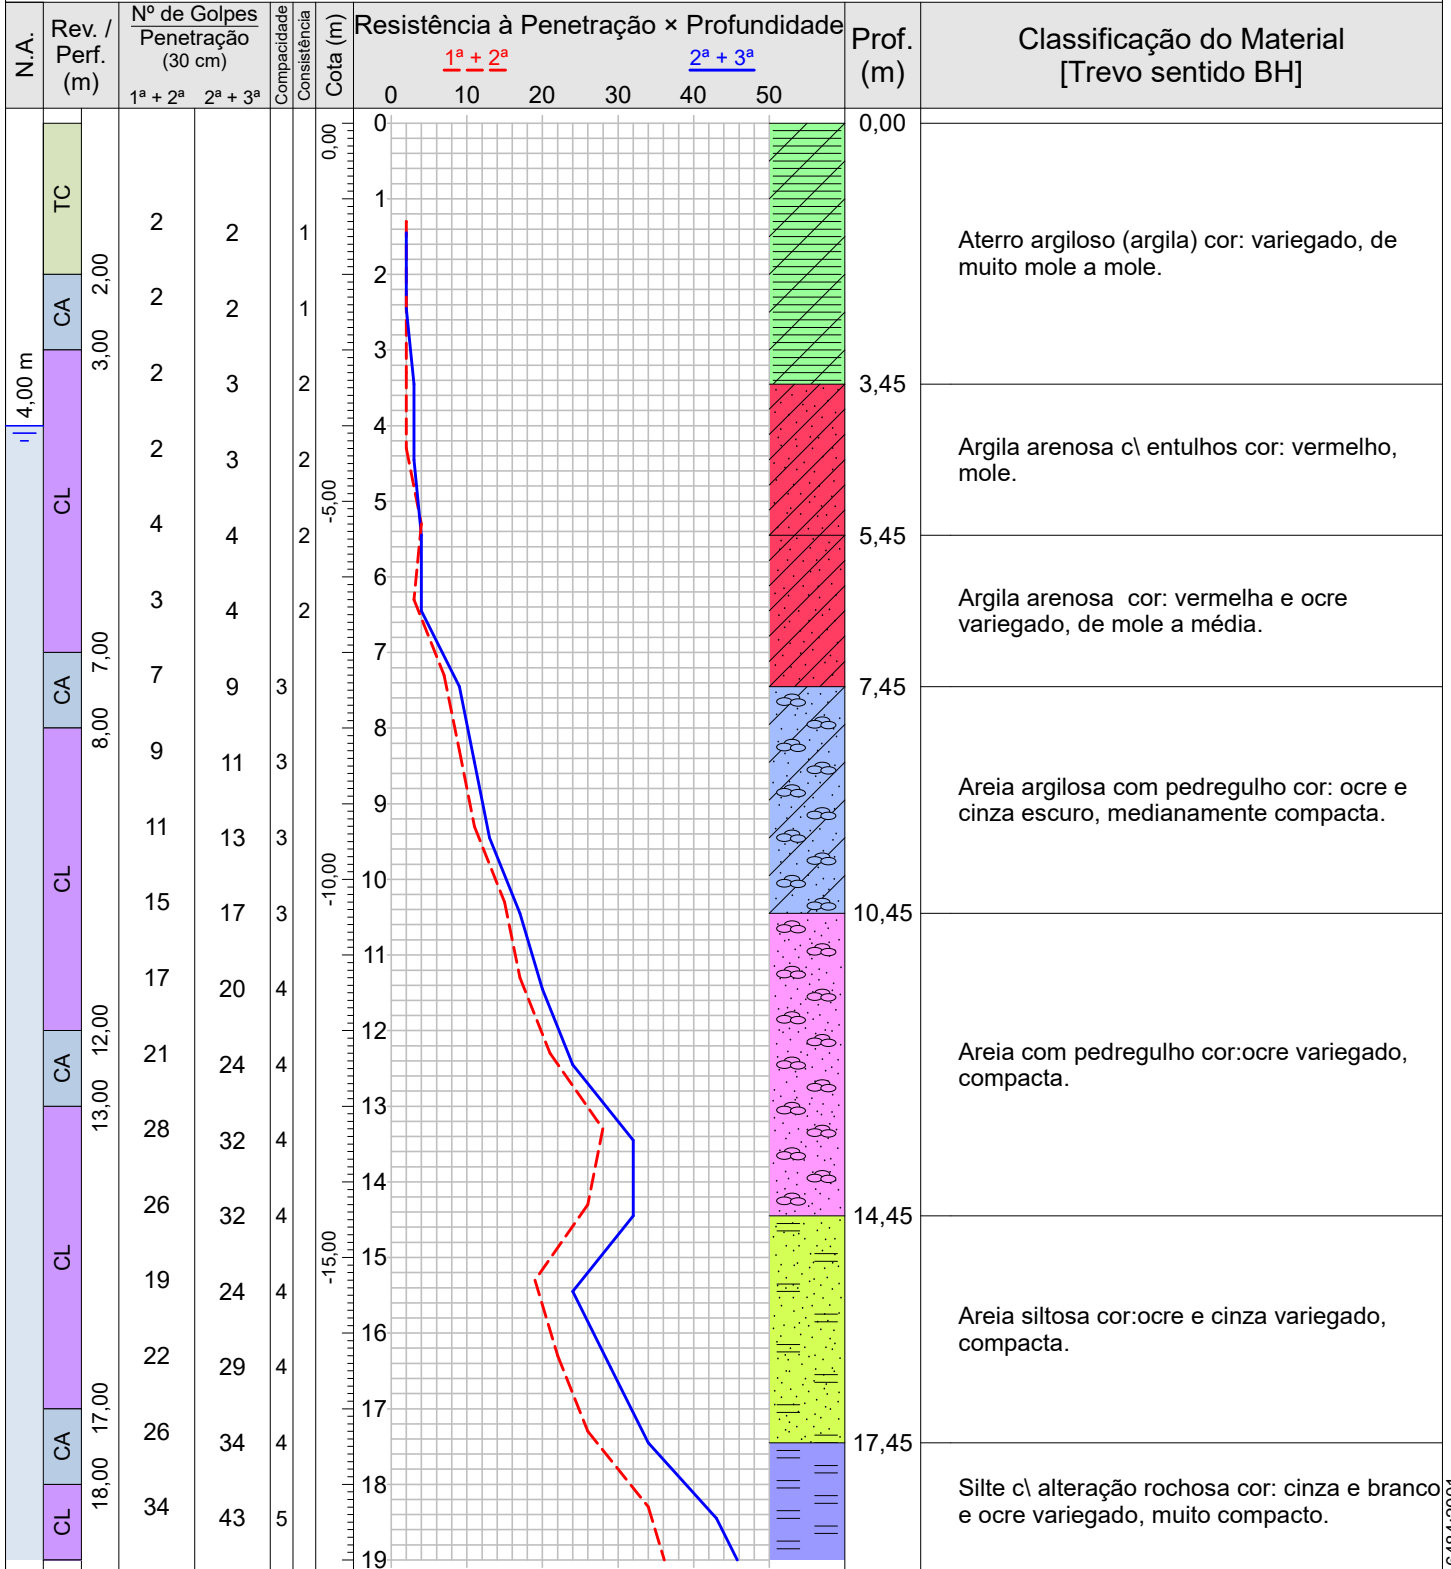 N.A.
Rev. /
Perf.
(m)
Nº de Golpes
Penetração
(30 cm)
1ª + 2ª
2ª + 3ª
Compacidade
Consistência
Cota (m)
Resistência à Penetração × Profundidade
1ª + 2ª
2ª + 3ª
0 10 20 30 40 50
Prof.
(m)
Classificação do Material
[Trevo sentido BH]
4,00 m
TC
2,00
CA
3,00
CL
7,00
CA
8,00
CL
12,00
CA
13,00
CL
17,00
CA
18,00
CL
2 2 1
2 2 1
2 3 2
2 3 2
4 4 2
3 4 2
7 9 3
9 11 3
11 13 3
15 17 3
17 20 4
21 24 4
28 32 4
26 32 4
19 24 4
22 29 4
26 34 4
34 43 5
0,00
-5,00
-10,00
-15,00
0
1
2
3
4
5
6
7
8
9
10
11
12
13
14
15
16
17
18
19
0,00
Aterro argiloso (argila) cor: variegado, de
muito mole a mole.
3,45
Argila arenosa c\ entulhos cor: vermelho,
mole.
5,45
Argila arenosa  cor: vermelha e ocre
variegado, de mole a média.
7,45
Areia argilosa com pedregulho cor: ocre e
cinza escuro, medianamente compacta.
10,45
Areia com pedregulho cor:ocre variegado,
compacta.
14,45
Areia siltosa cor:ocre e cinza variegado,
compacta.
17,45
Silte c\ alteração rochosa cor: cinza e branco
e ocre variegado, muito compacto.